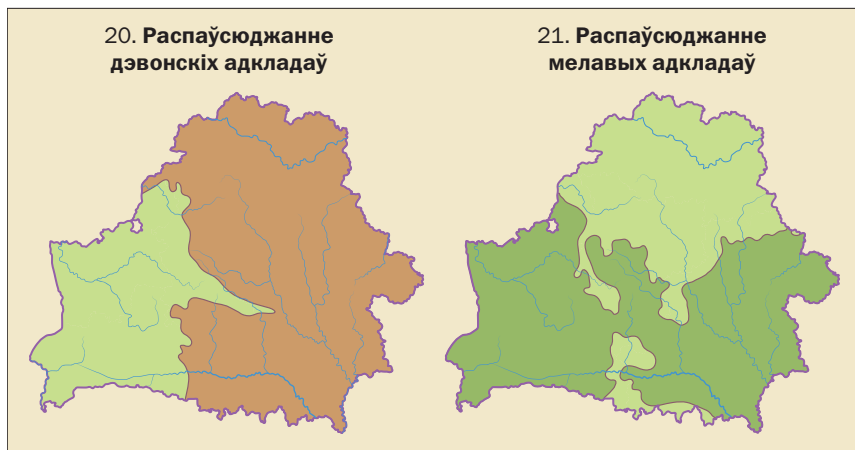 20. Распаўсюджанне
дэвонскіх адкладаў
21. Распаўсюджанне
мелавых адкладаў